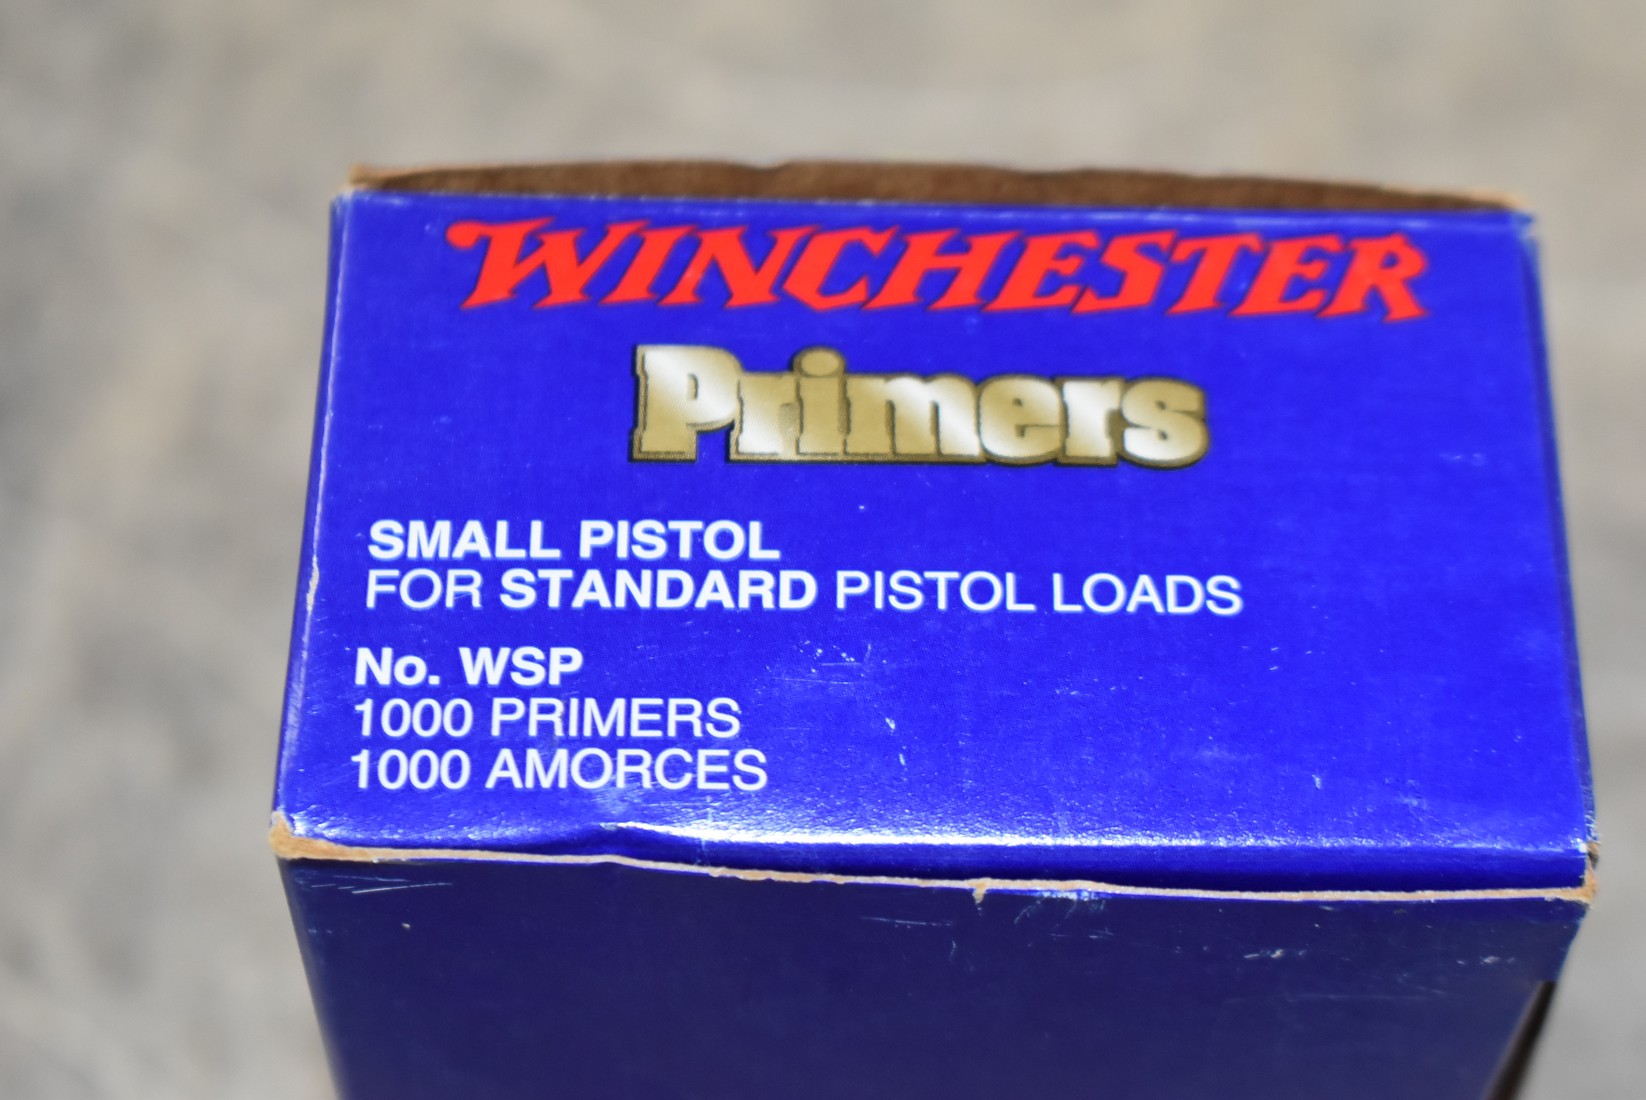 WINCHESTER
Primers
SMALL PISTOL
FOR STANDARD PISTOL LOADS
No. WSP
1000 PRIMERS
1000 AMORCES